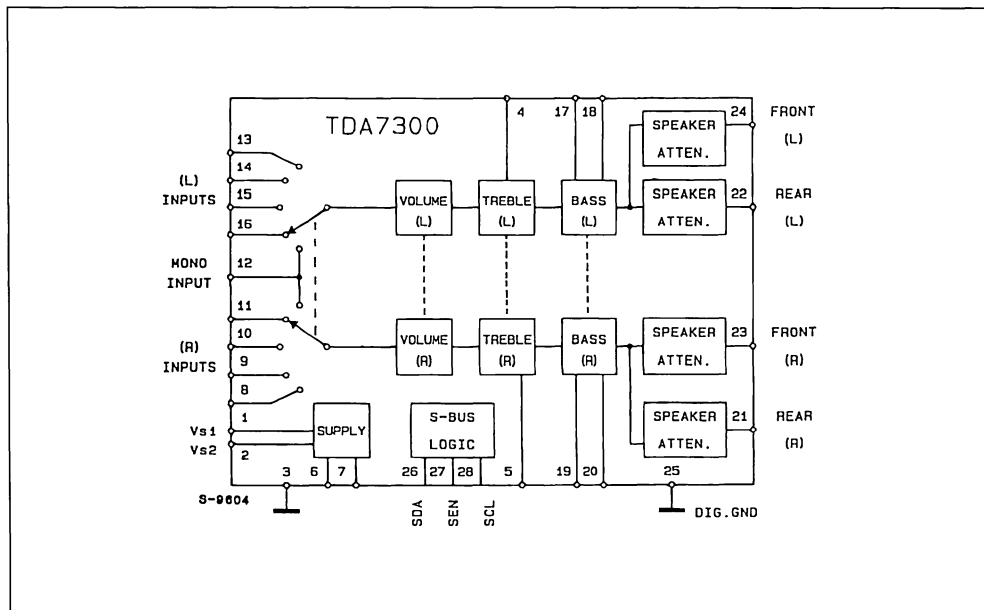 TDA7300
4
17
18
24
FRONT
(L)
SPEAKER
ATTEN.
13
14
(L)
INPUTS
15
16
VOLUME
(L)
TREBLE
(L)
BASS
(L)
SPEAKER
ATTEN.
22
REAR
(L)
MONO
INPUT
12
11
10
(R)
INPUTS
9
8
VOLUME
(R)
TREBLE
(R)
BASS
(R)
SPEAKER
ATTEN.
23
FRONT
(R)
SPEAKER
ATTEN.
21
REAR
(R)
1
Vs1
Vs2
2
SUPPLY
S-BUS
LOGIC
3
6
7
26
27
28
5
19
20
25
S-9604
SDA
SEN
SCL
DIG.GND